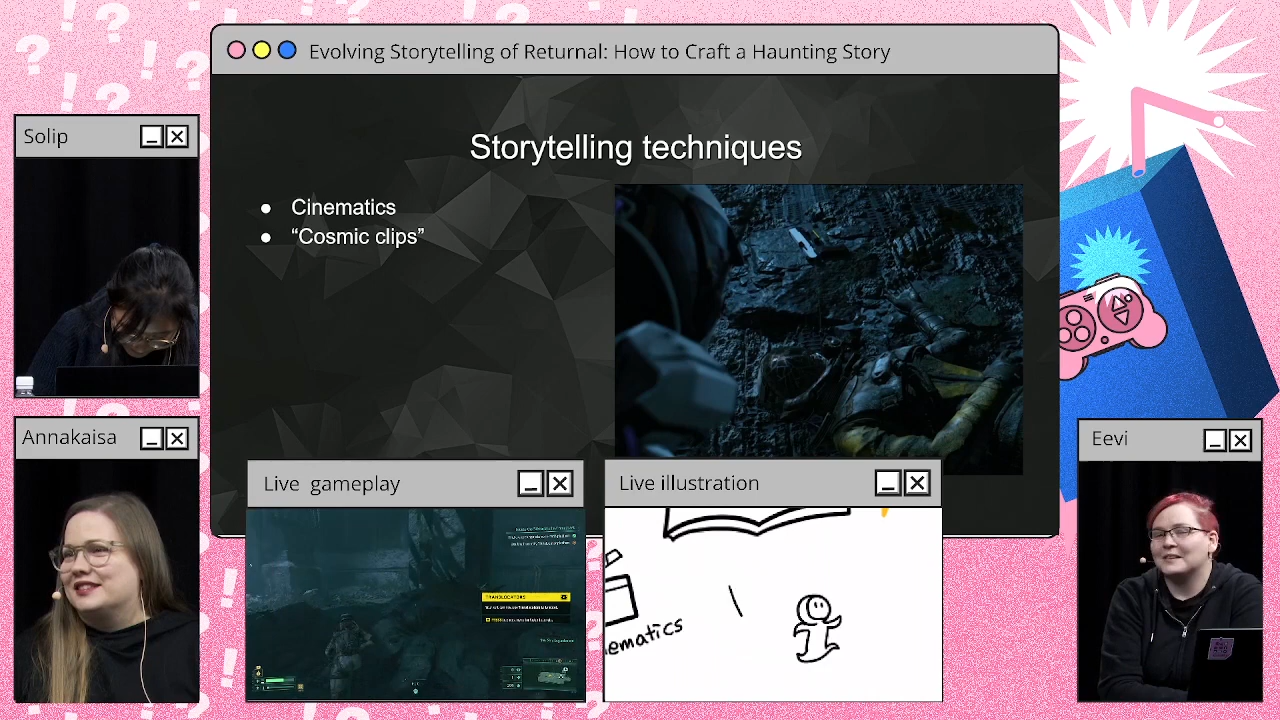 Evolving Storytelling of Returnal: How to Craft a Haunting Story
Solip
Storytelling techniques
● Cinematics
● “Cosmic clips”
Annakaisa
Eevi
Live gameplay
Live illustration
TRANSLOCATORS
ematics